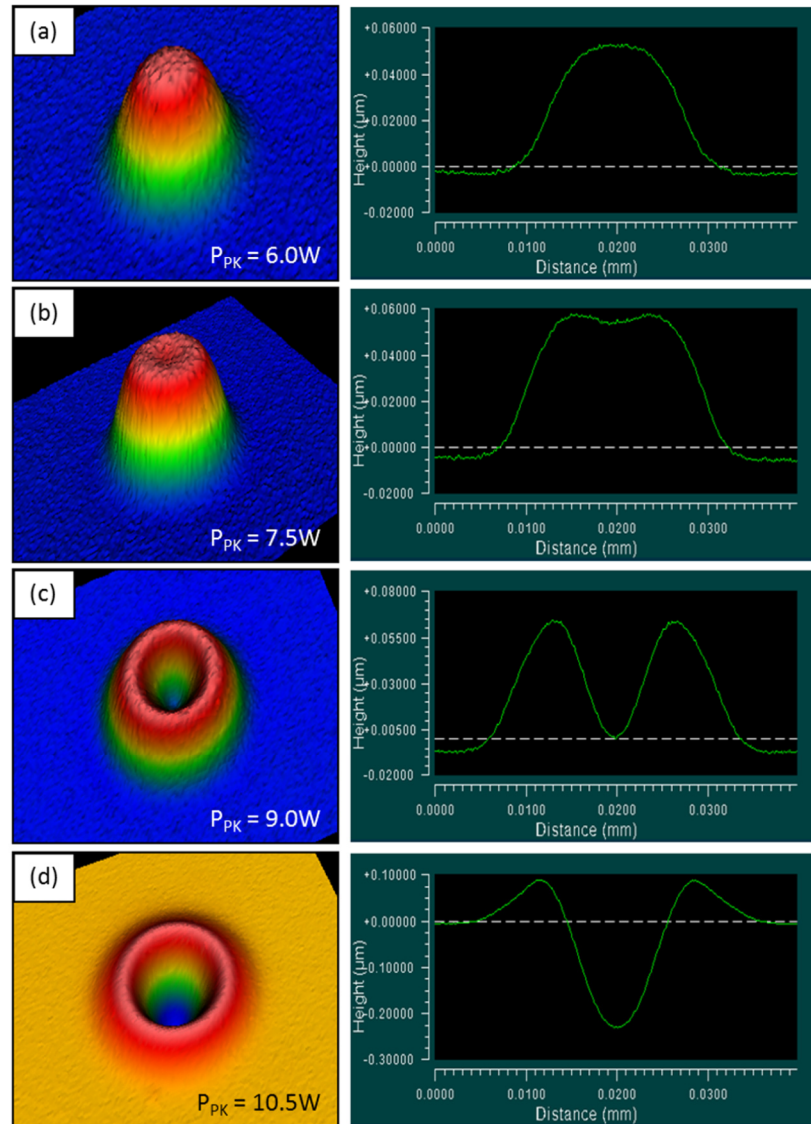 (a)
P_PK = 6.0W
Height (µm)
+0.06000
+0.04000
+0.02000
+0.00000
-0.02000
0.0000 0.0100 0.0200 0.0300
Distance (mm)
(b)
P_PK = 7.5W
Height (µm)
+0.06000
+0.04000
+0.02000
+0.00000
-0.02000
0.0000 0.0100 0.0200 0.0300
Distance (mm)
(c)
P_PK = 9.0W
Height (µm)
+0.08000
+0.05500
+0.03000
+0.00500
-0.02000
0.0000 0.0100 0.0200 0.0300
Distance (mm)
(d)
P_PK = 10.5W
Height (µm)
+0.10000
+0.00000
-0.10000
-0.20000
-0.30000
0.0000 0.0100 0.0200 0.0300
Distance (mm)